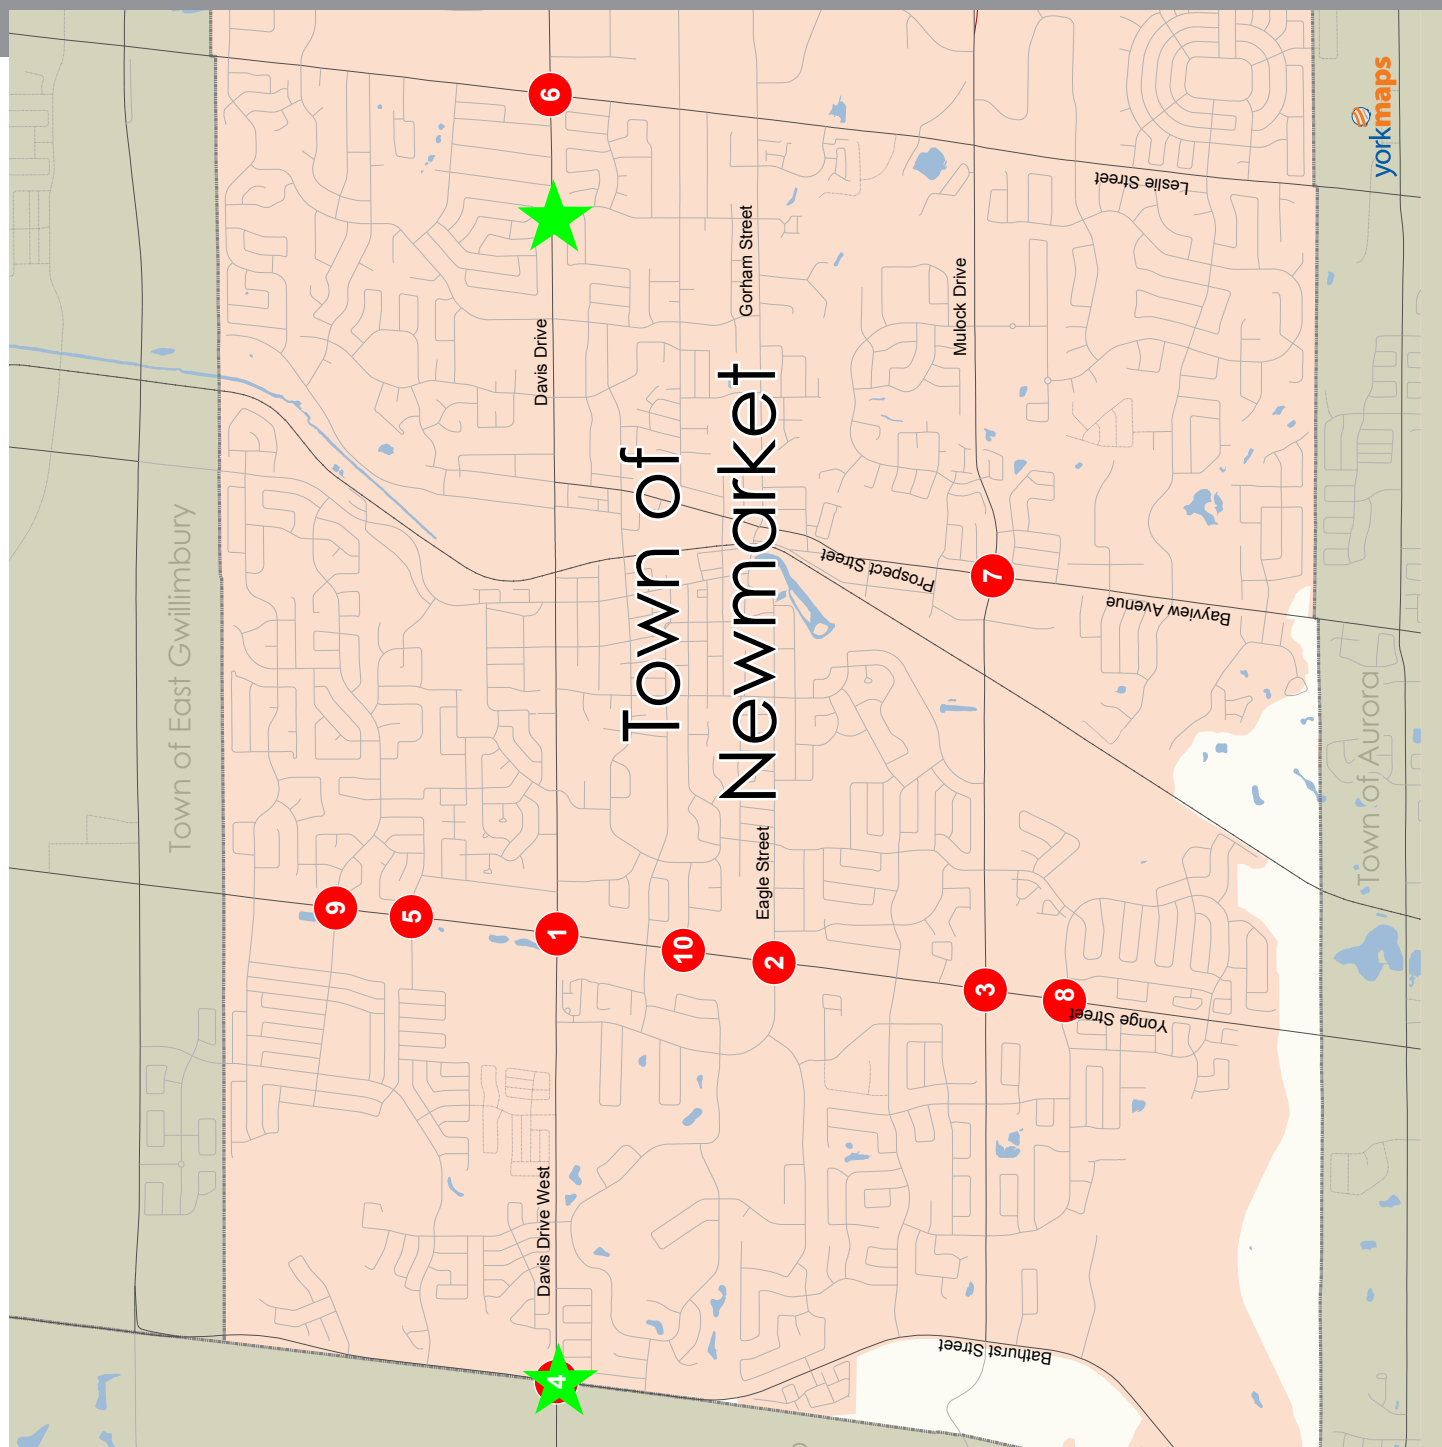 yorkmaps
6
Leslie Street
Gorham Street
Mulock Drive
Davis Drive
Town of
Newmarket
Town of East Gwillimbury
Prospect Street
7
Bayview Avenue
Town of Aurora
Eagle Street
9
5
1
10
2
3
8
Yonge Street
Davis Drive West
Bathurst Street
4